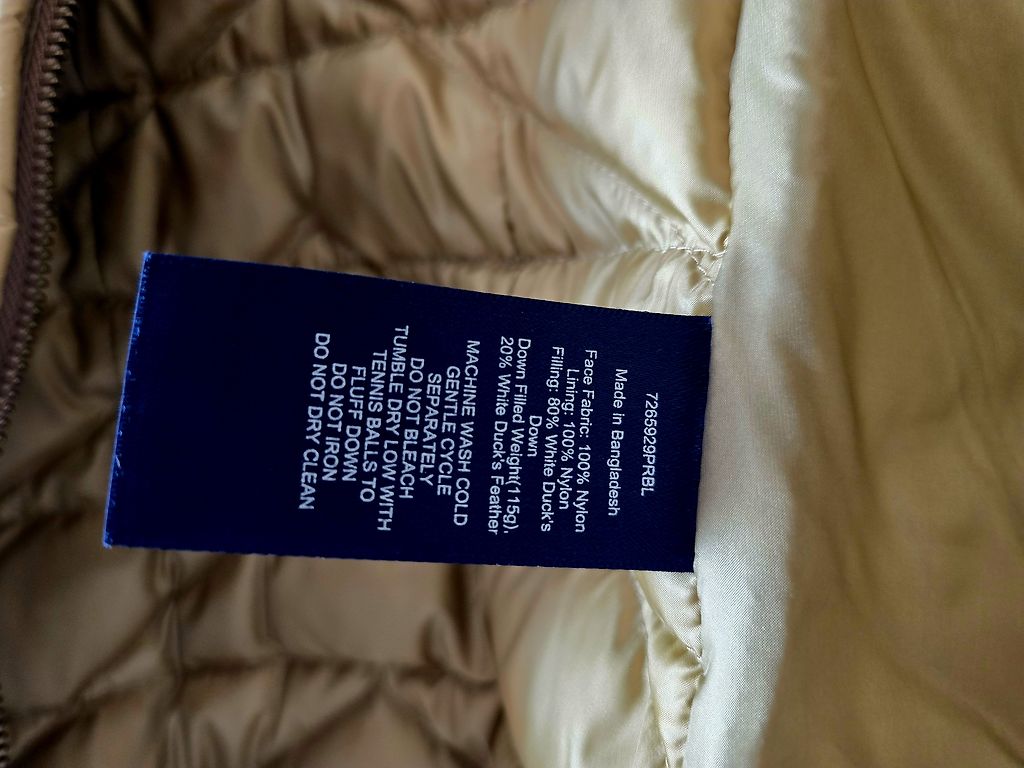 7265929PRBL
Made in Bangladesh
Face Fabric: 100% Nylon
Lining: 100% Nylon
Filling: 80% White Duck's
Down
Down Filled Weight(115g).
20% White Duck's Feather
MACHINE WASH COLD
GENTLE CYCLE
SEPARATELY
DO NOT BLEACH
TUMBLE DRY LOW WITH
TENNIS BALLS TO
FLUFF DOWN
DO NOT IRON
DO NOT DRY CLEAN